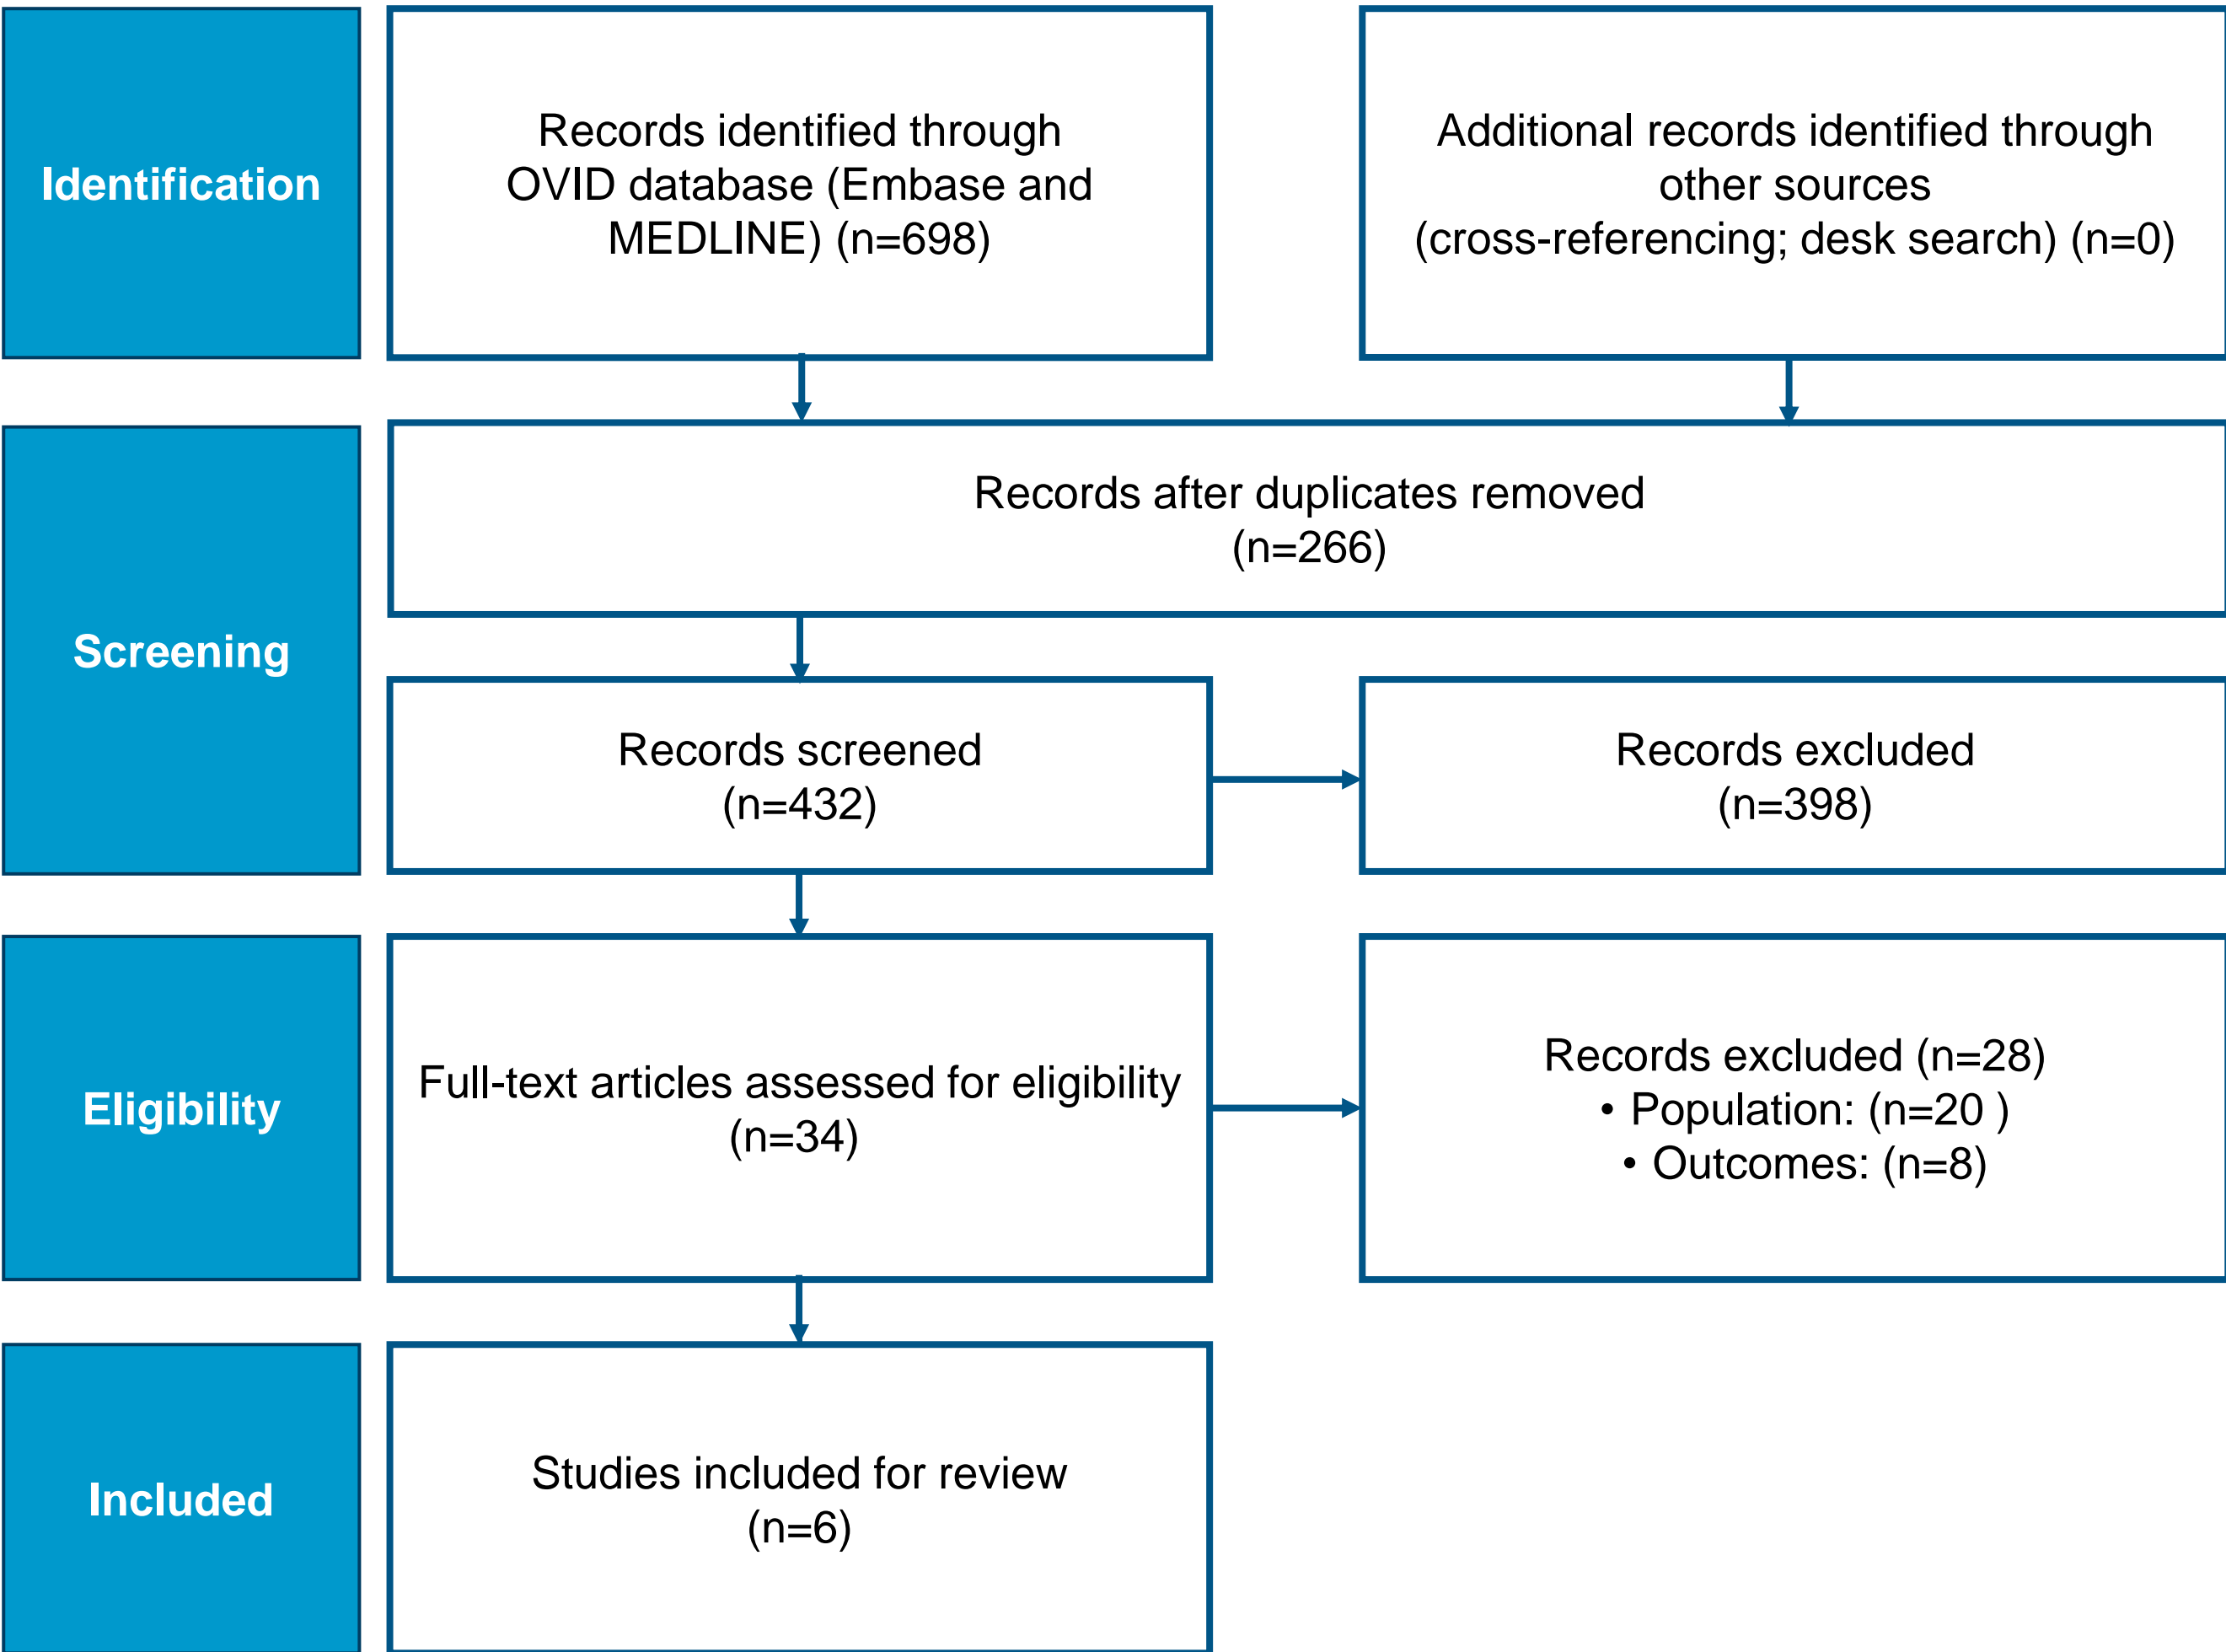 Identification
Records identified through
OVID database (Embase and
MEDLINE) (n=698)
Additional records identified through
other sources
(cross-referencing; desk search) (n=0)
Screening
Records after duplicates removed
(n=266)
Records screened
(n=432)
Records excluded
(n=398)
Eligibility
Full-text articles assessed for eligibility
(n=34)
Records excluded (n=28)
• Population: (n=20 )
• Outcomes: (n=8)
Included
Studies included for review
(n=6)